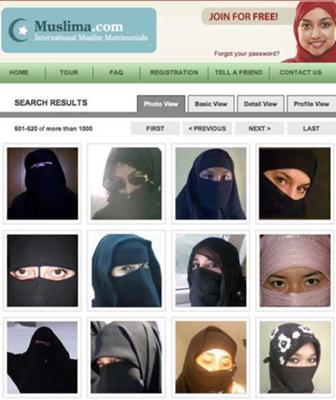 Muslima.com
International Muslim Matrimonials
JOIN FOR FREE!
Forgot your password?
HOME TOUR FAQ REGISTRATION TELL A FRIEND CONTACT US
SEARCH RESULTS Photo View Basic View Detail View Profile View
601-620 of more than 1000 FIRST < PREVIOUS NEXT > LAST